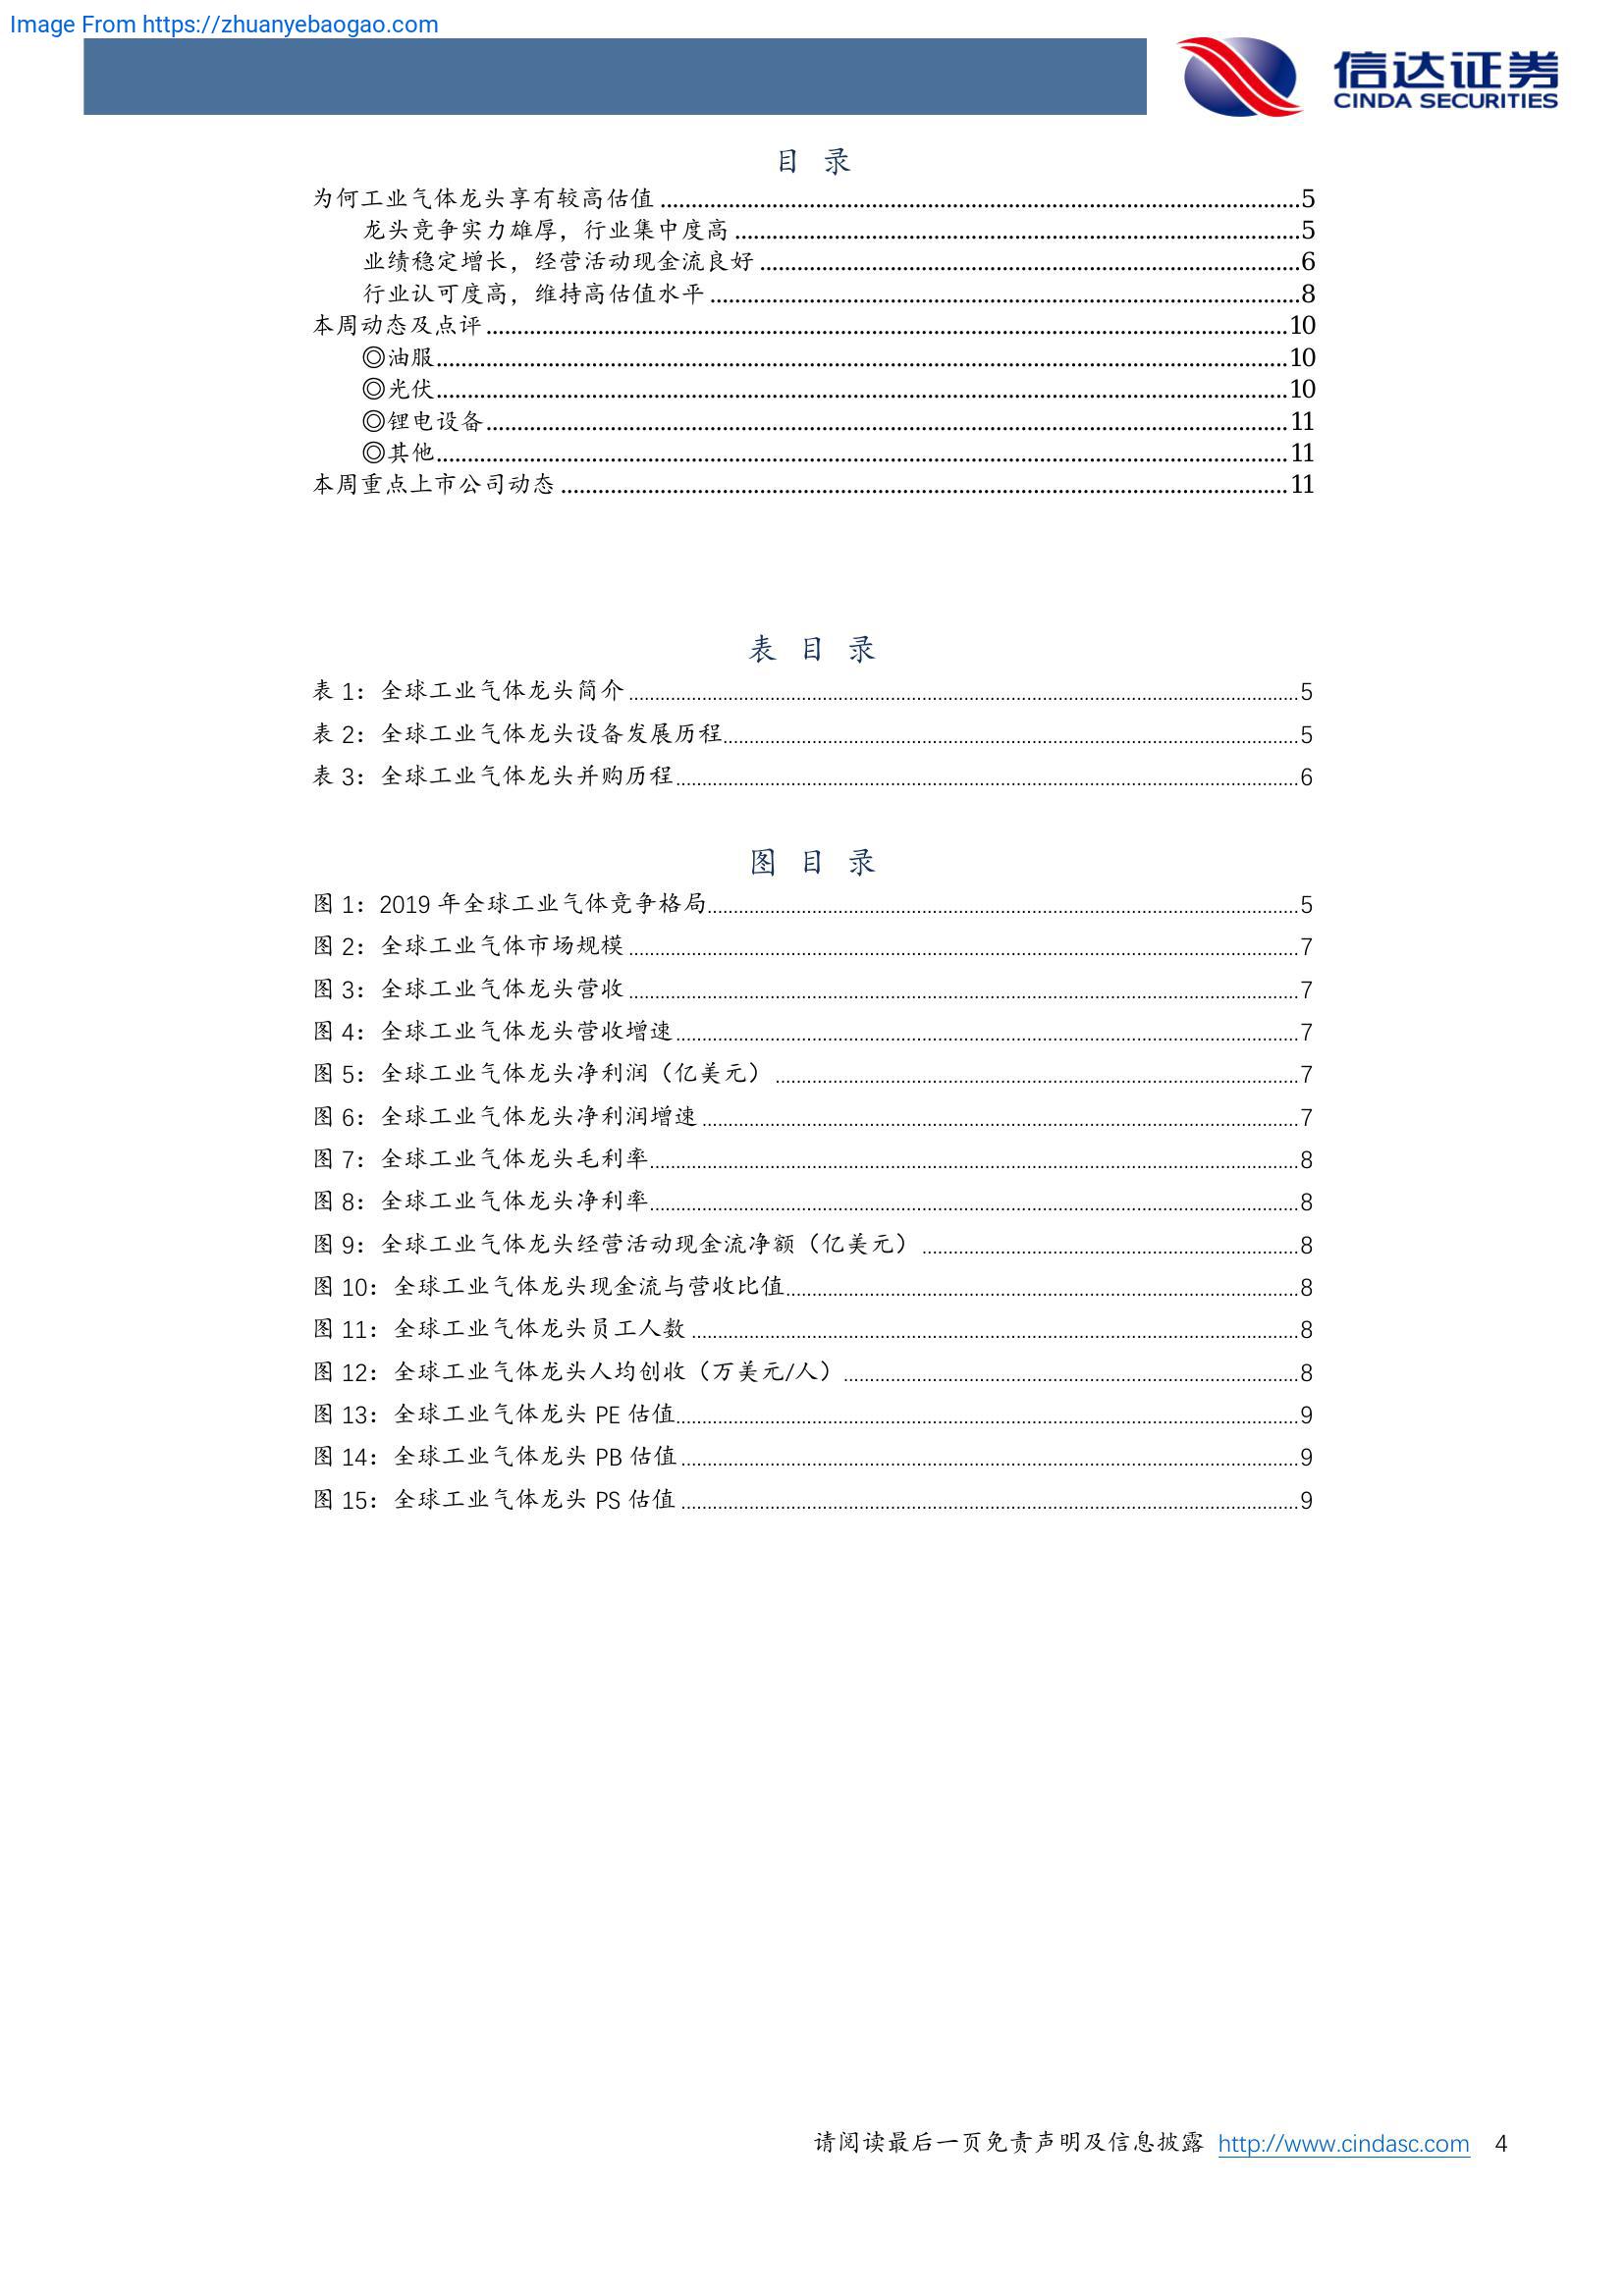 Image From https://zhuanyebaogao.com
信达证券
CINDA SECURITIES
目 录
为何工业气体龙头享有较高估值 ........ 5
龙头竞争实力雄厚，行业集中度高 ........ 5
业绩稳定增长，经营活动现金流良好 ........ 6
行业认可度高，维持高估值水平 ........ 8
本周动态及点评 ........ 10
◎油服 ........ 10
◎光伏 ........ 10
◎锂电设备 ........ 11
◎其他 ........ 11
本周重点上市公司动态 ........ 11
表 目 录
表 1：全球工业气体龙头简介 ........ 5
表 2：全球工业气体龙头设备发展历程 ........ 5
表 3：全球工业气体龙头并购历程 ........ 6
图 目 录
图 1：2019 年全球工业气体竞争格局 ........ 5
图 2：全球工业气体市场规模 ........ 7
图 3：全球工业气体龙头营收 ........ 7
图 4：全球工业气体龙头营收增速 ........ 7
图 5：全球工业气体龙头净利润（亿美元） ........ 7
图 6：全球工业气体龙头净利润增速 ........ 7
图 7：全球工业气体龙头毛利率 ........ 8
图 8：全球工业气体龙头净利率 ........ 8
图 9：全球工业气体龙头经营活动现金流净额（亿美元） ........ 8
图 10：全球工业气体龙头现金流与营收比值 ........ 8
图 11：全球工业气体龙头员工人数 ........ 8
图 12：全球工业气体龙头人均创收（万美元/人） ........ 8
图 13：全球工业气体龙头 PE 估值 ........ 9
图 14：全球工业气体龙头 PB 估值 ........ 9
图 15：全球工业气体龙头 PS 估值 ........ 9
请阅读最后一页免责声明及信息披露 http://www.cindasc.com 4